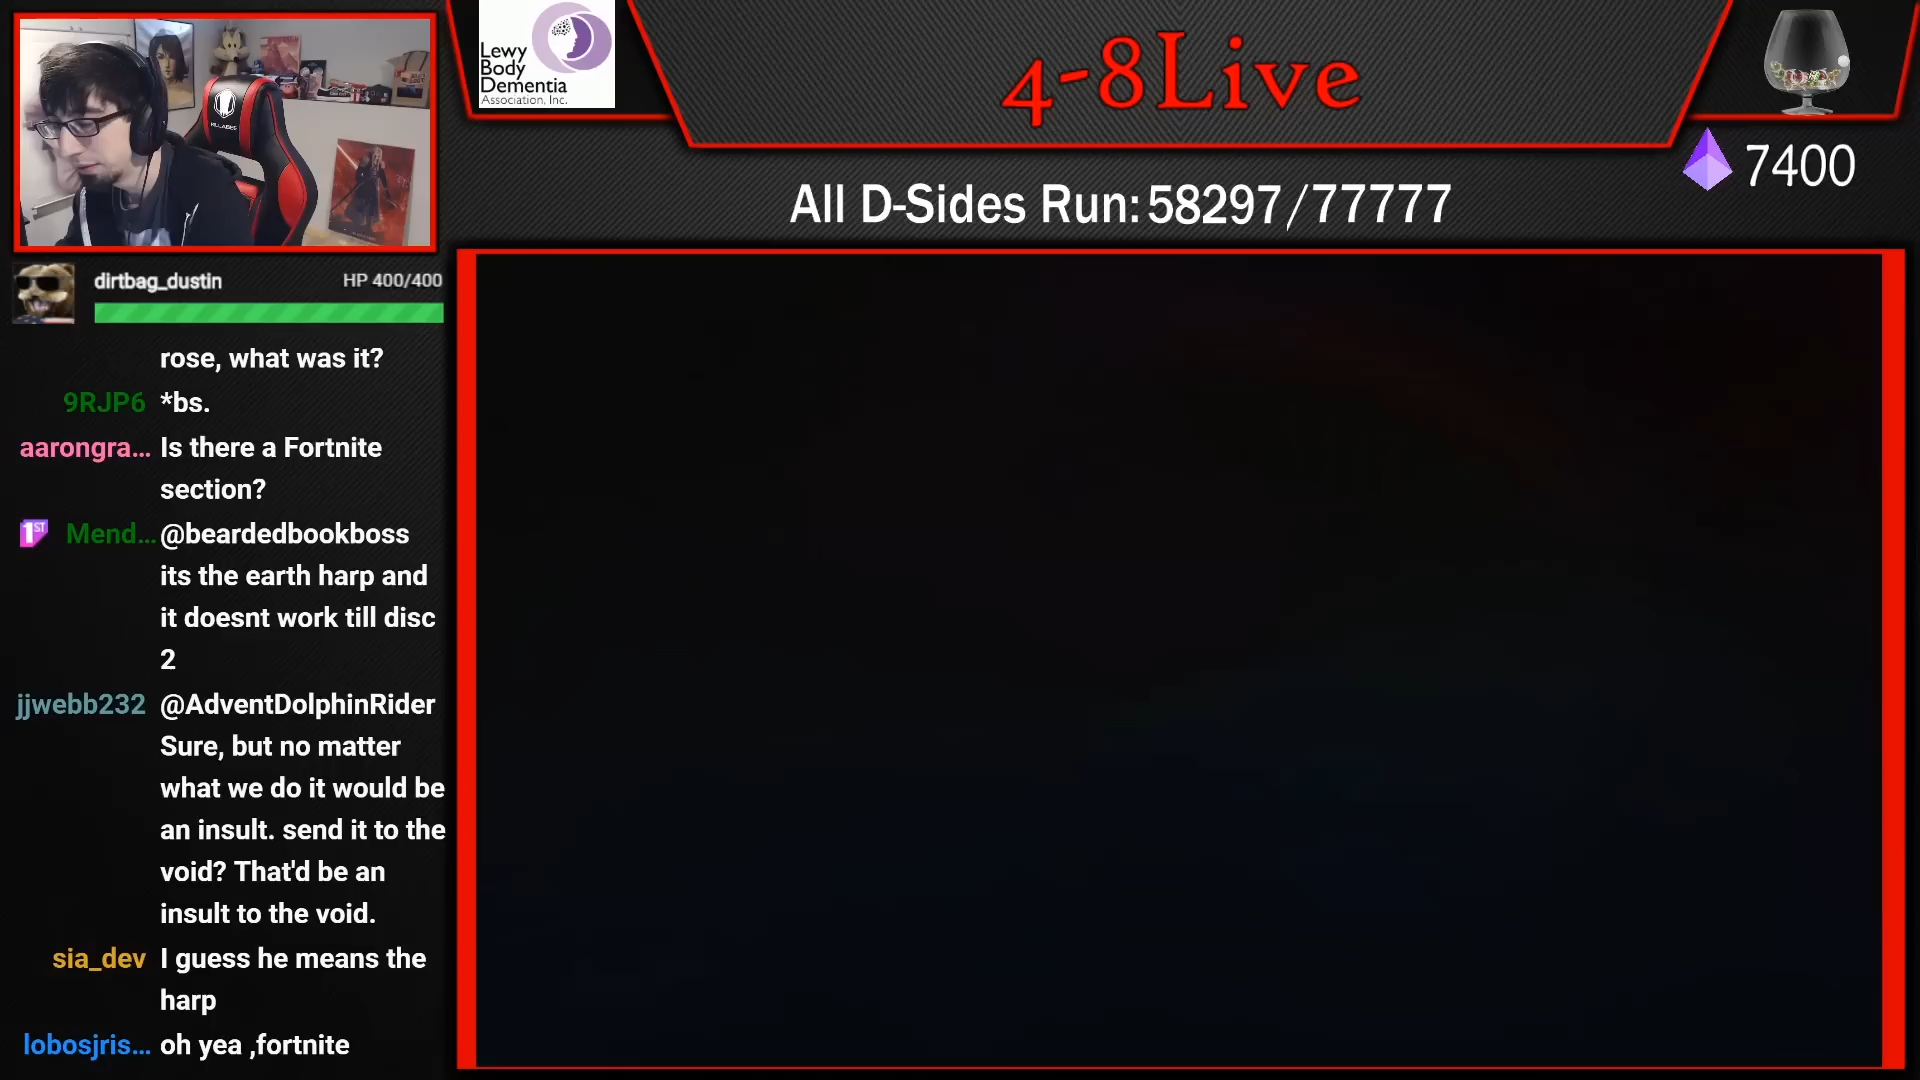 Lewy
Body
Dementia
Association, Inc.
4-8Live
7400
All D-Sides Run:58297/77777
dirtbag_dustin HP 400/400
rose, what was it?
9RJP6 *bs.
aarongra... Is there a Fortnite
section?
1ST Mend... @beardedbookboss
its the earth harp and
it doesnt work till disc
2
jjwebb232 @AdventDolphinRider
Sure, but no matter
what we do it would be
an insult. send it to the
void? That'd be an
insult to the void.
sia_dev I guess he means the
harp
lobosjris... oh yea ,fortnite